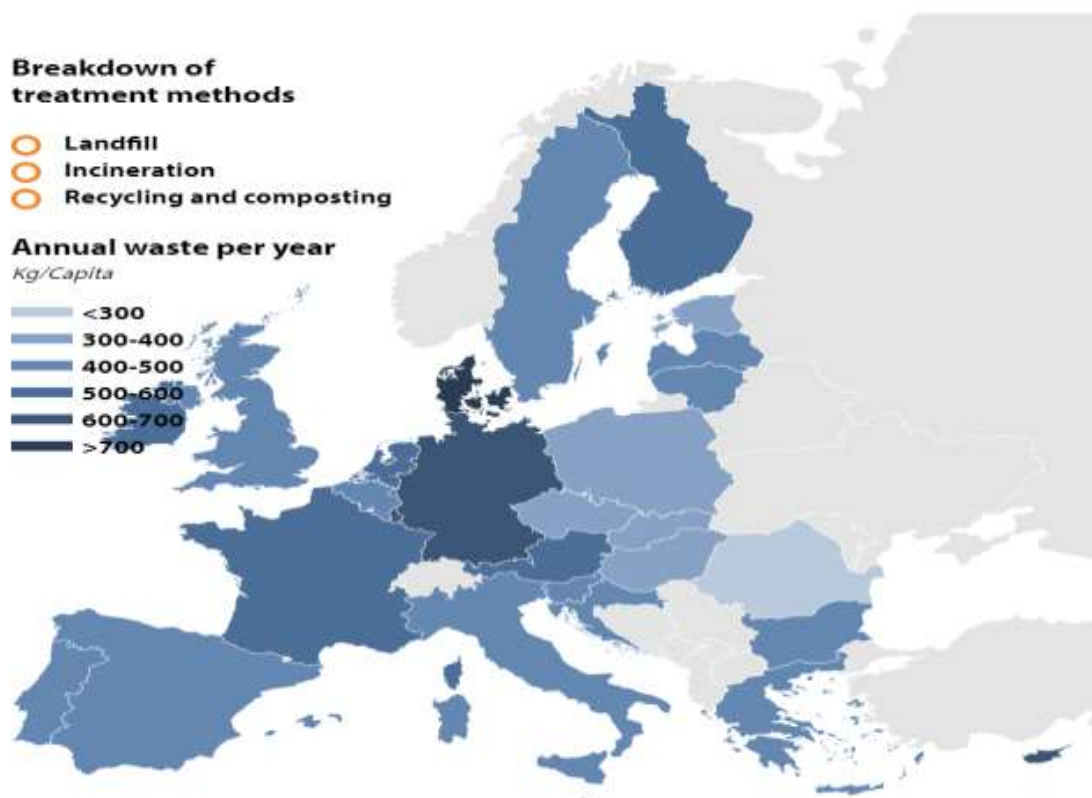 Breakdown of
treatment methods
Landfill
Incineration
Recycling and composting
Annual waste per year
Kg/Capita
<300
300-400
400-500
500-600
600-700
>700